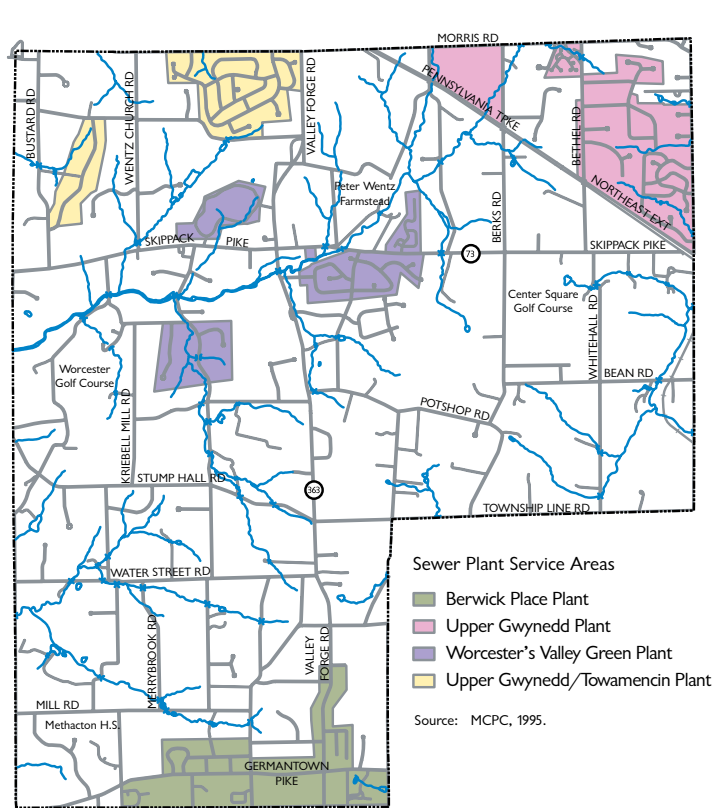 MORRIS RD
PENNSYLVANIA TPKE
BUSTARD RD
WENTZ CHURCH RD
VALLEY FORGE RD
BETHEL RD
Peter Wentz
Farmstead
BERKS RD
NORTHEAST EXT
SKIPPACK PIKE
73
SKIPPACK PIKE
Center Square
Golf Course
WHITEHALL RD
Worcester
Golf Course
BEAN RD
KRIEBELL MILL RD
POTSHOP RD
STUMP HALL RD
363
TOWNSHIP LINE RD
WATER STREET RD
MERRYBROOK RD
VALLEY
FORGE RD
MILL RD
Methacton H.S.
GERMANTOWN
PIKE
Sewer Plant Service Areas
Berwick Place Plant
Upper Gwynedd Plant
Worcester's Valley Green Plant
Upper Gwynedd/Towamencin Plant
Source: MCPC, 1995.